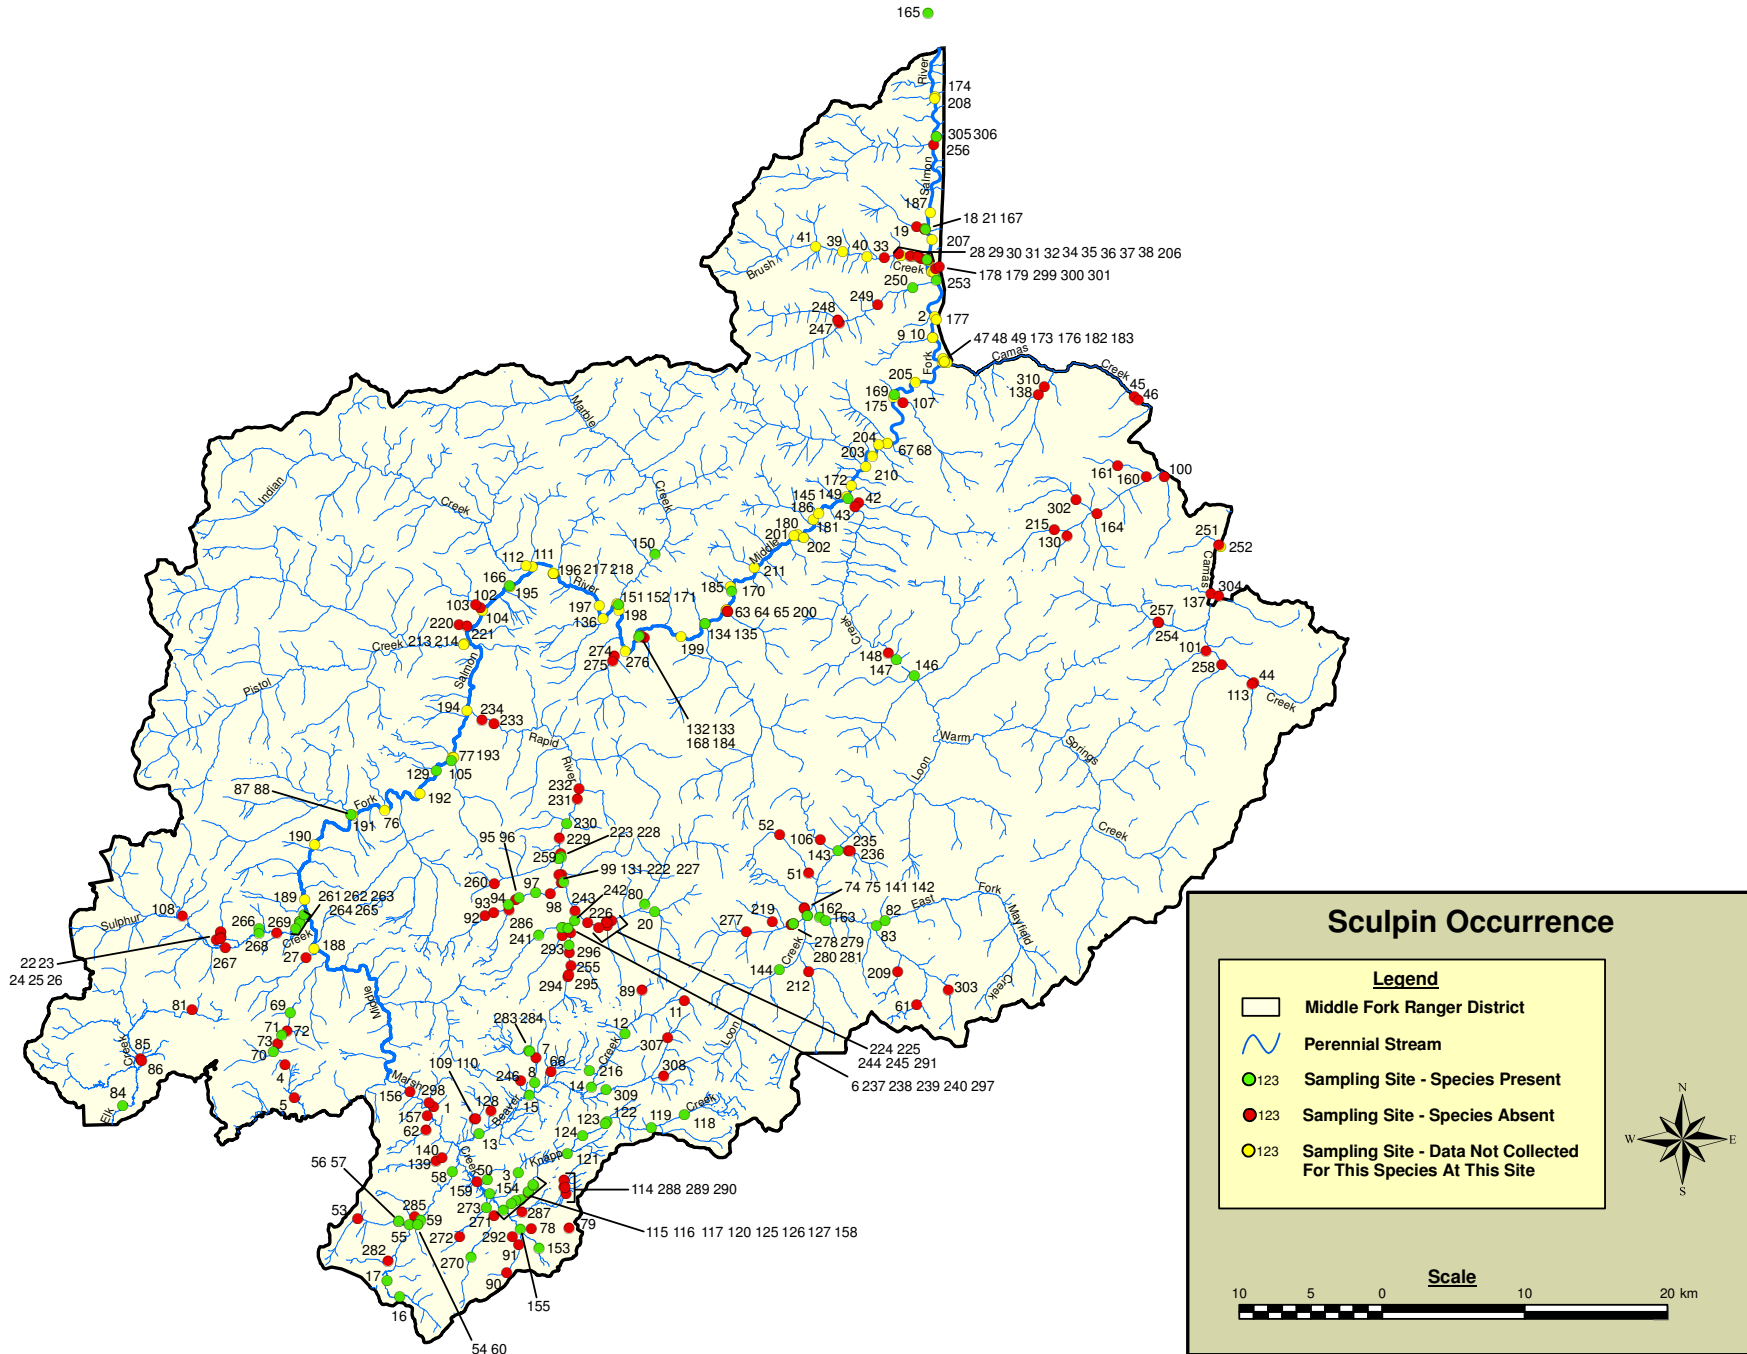 165
River
174
208
305 306
256
Salmon
187
18 21 167
19
207
41 39 40 33
28 29 30 31 32 34 35 36 37 38 206
Brush
Creek
178 179 299 300 301
250
253
249
248
247
2
177
9 10
47 48 49 173 176 182 183
Fork
Camas
Creek
205
310
138
45
46
169
175
107
Marble
204
203
67 68
210
161
160
100
Indian
Creek
Creek
172
145 149
42
186
43
302
164
180
181
201
202
215
130
251
252
Middle
150
112
111
196 217 218
211
Camas
166
195
River
185
170
304
137
103
102
104
151 152 171
197
198
136
63 64 65 200
257
254
220
221
134 135
Creek
213 214
Creek
199
274
275
276
148
147
146
101
258
44
113
Creek
Salmon
Pistol
194
234
233
132 133
168 184
Rapid
Warm
Springs
77 193
129
105
River
Loon
87 88
Fork
192
232
231
191
76
190
95 96
230
229
223 228
52
106
235
143
236
Creek
259
260
97
99 131 222 227
51
189
261 262 263
264 265
93
94
92
98
243
242
80
74 75 141 142
Fork
East
Mayfield
108
Sulphur
266
269
286
226
20
219
277
162
163
82
83
268
Creek
241
293
278 279
280 281
188
22 23
24 25 26
267
27
296
255
294
295
Creek
144
212
209
Creek
303
61
81
69
Middle
89
11
71
72
73
70
283 284
12
307
Loon
85
86
Creek
4
7
66
Creek
308
224 225
244 245 291
6 237 238 239 240 297
109 110
246
8
216
84
5
Marsh
298
156
1
128
14
309
Elk
157
62
Beaver
15
122
123
119
Creek
118
13
124
140
139
Creek
Knapp
121
56 57
58
50
3
159
154
114 288 289 290
53
285
59
273
271
287
115 116 117 120 125 126 127 158
55
272
292
78
79
282
91
153
270
17
90
16
155
54 60
Sculpin Occurrence
Legend
Middle Fork Ranger District
Perennial Stream
123 Sampling Site - Species Present
123 Sampling Site - Species Absent
123 Sampling Site - Data Not Collected
For This Species At This Site
N
W E
S
Scale
10 5 0 10 20 km